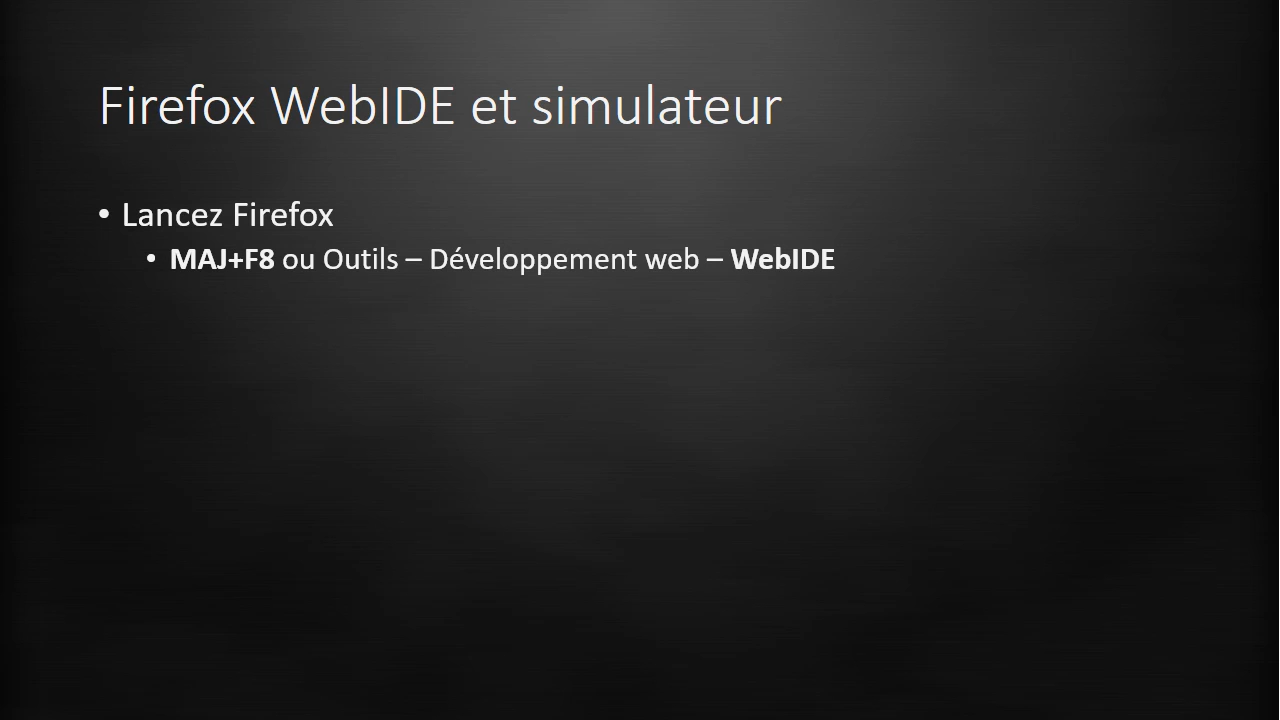 Firefox WebIDE et simulateur
• Lancez Firefox
• MAJ+F8 ou Outils – Développement web – WebIDE